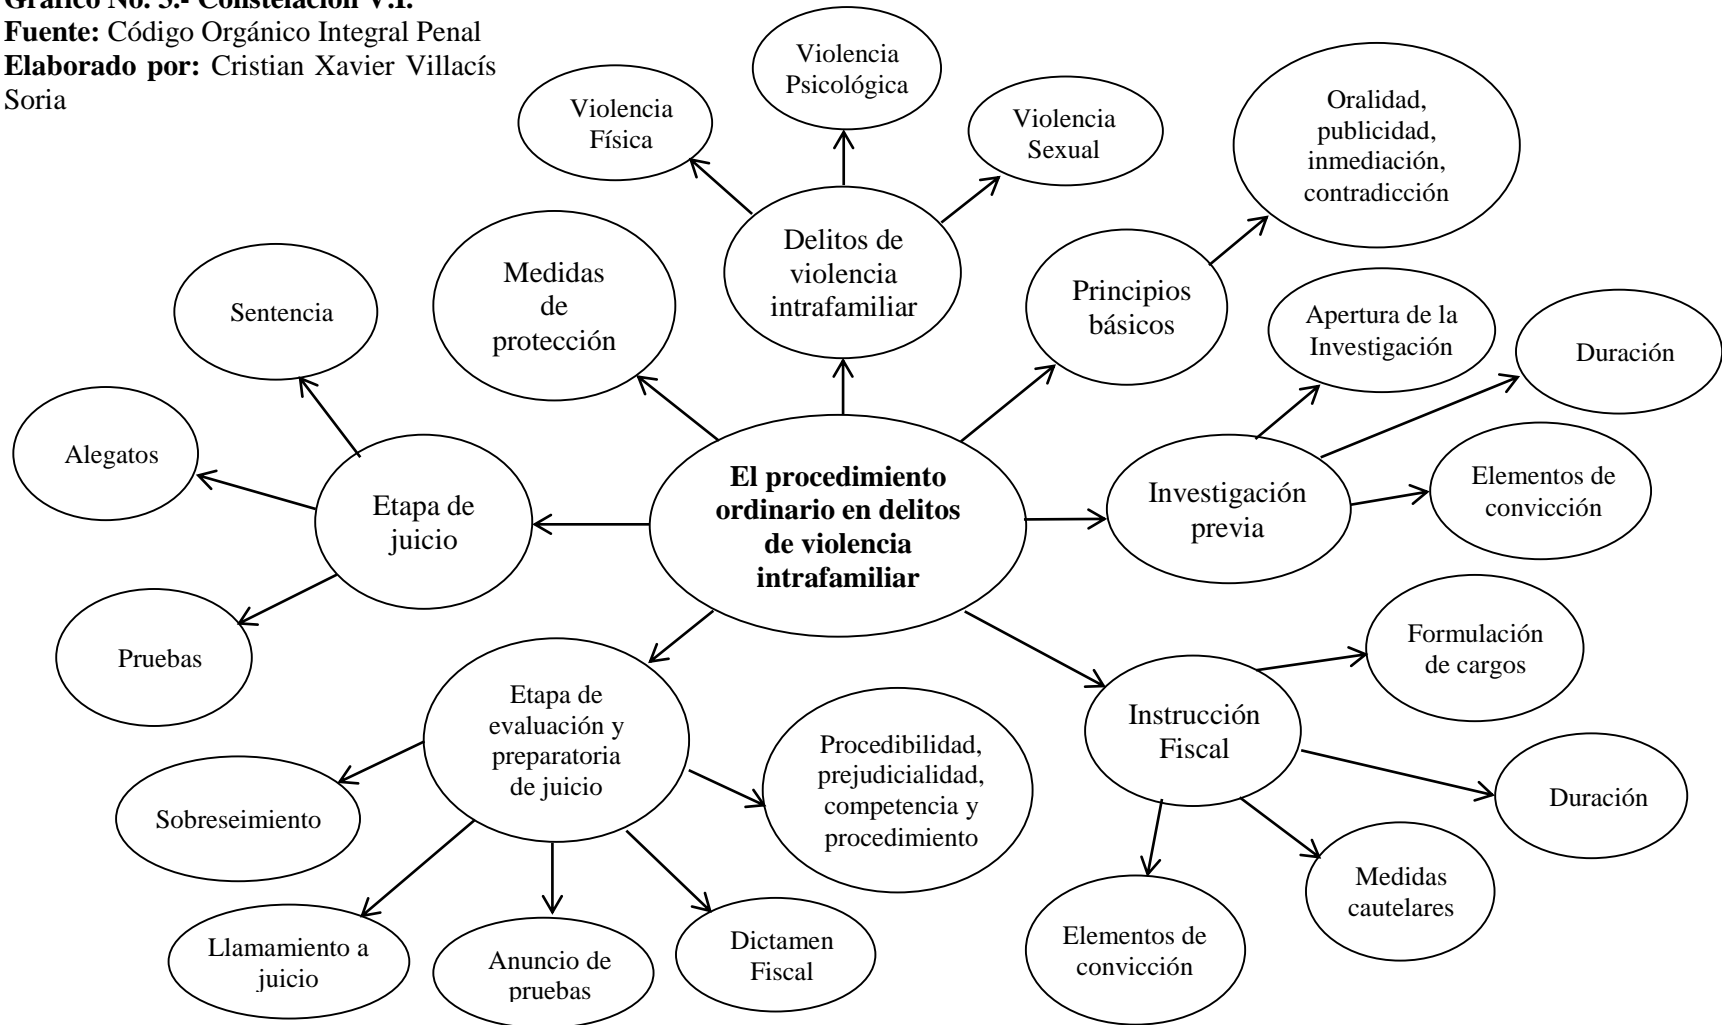 Gráfico No. 3.- Constelación V.I.
Fuente: Código Orgánico Integral Penal
Elaborado por: Cristian Xavier Villacís
Soria
Violencia
Física
Violencia
Psicológica
Violencia
Sexual
Oralidad,
publicidad,
inmediación,
contradicción
Delitos de
violencia
intrafamiliar
Medidas
de
protección
Principios
básicos
Sentencia
Apertura de la
Investigación
Duración
Alegatos
Etapa de
juicio
El procedimiento
ordinario en delitos
de violencia
intrafamiliar
Investigación
previa
Elementos de
convicción
Pruebas
Formulación
de cargos
Etapa de
evaluación y
preparatoria
de juicio
Procedibilidad,
prejudicialidad,
competencia y
procedimiento
Instrucción
Fiscal
Duración
Sobreseimiento
Medidas
cautelares
Llamamiento a
juicio
Anuncio de
pruebas
Dictamen
Fiscal
Elementos de
convicción